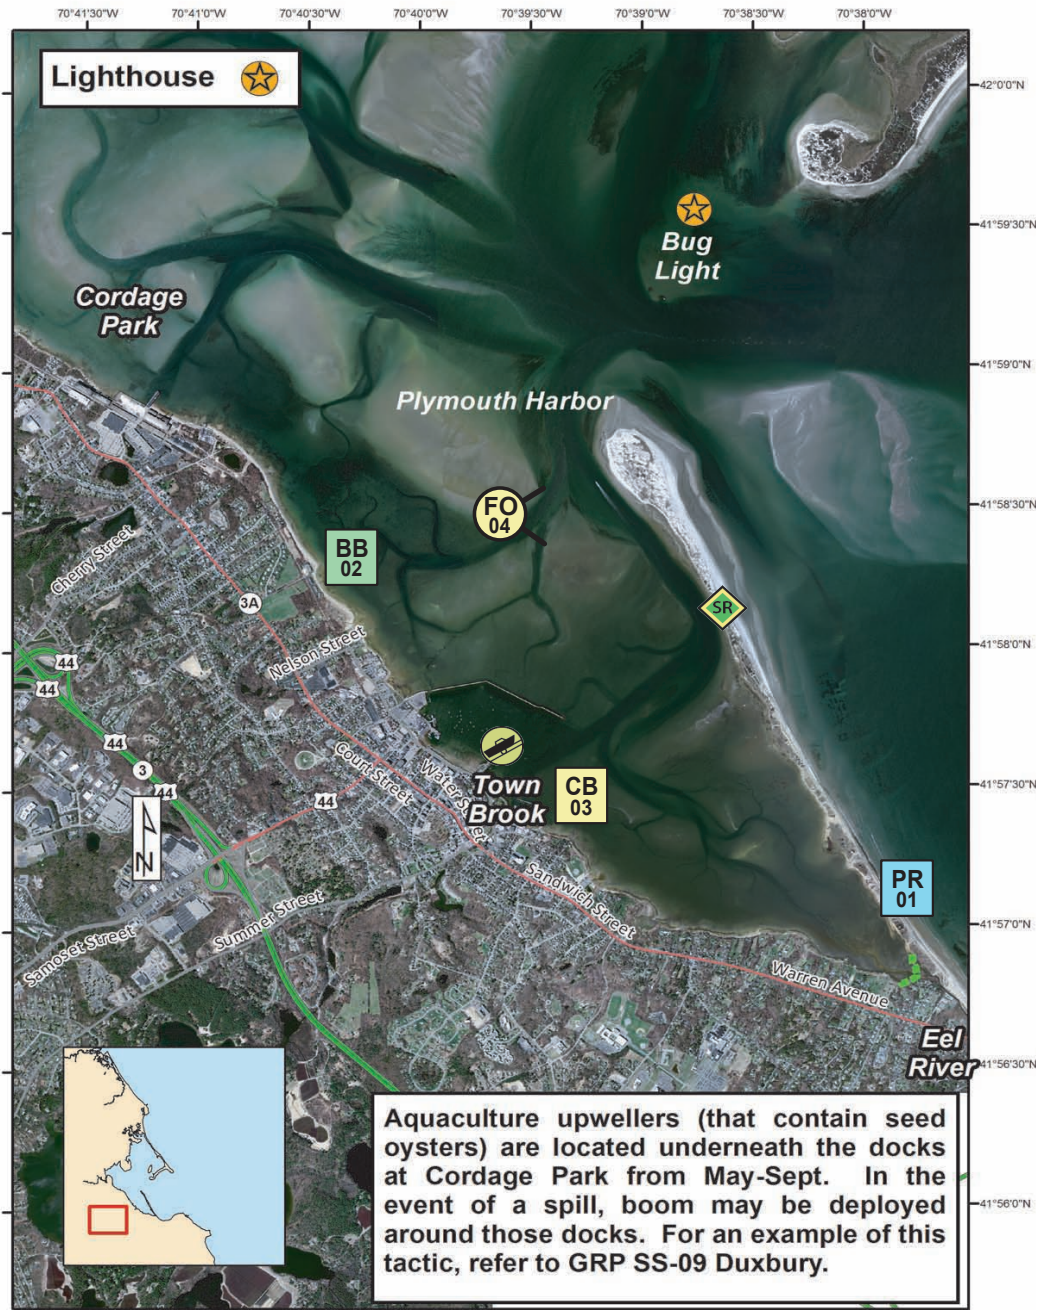 70°41'30"W 70°41'0"W 70°40'30"W 70°40'0"W 70°39'30"W 70°39'0"W 70°38'30"W 70°38'0"W
Lighthouse
42°0'0"N
41°59'30"N
Bug
Light
Cordage
Park
41°59'0"N
Plymouth Harbor
FO
04
41°58'30"N
BB
02
Cherry Street
3A
SR
41°58'0"N
Nelson Street
44
44
44
3
44
Court Street
Water Street
44
Town
Brook
CB
03
41°57'30"N
N
Sandwich Street
PR
01
Summer Street
Samoset Street
41°57'0"N
Warren Avenue
Eel
River
41°56'30"N
Aquaculture upwellers (that contain seed
oysters) are located underneath the docks
at Cordage Park from May-Sept. In the
event of a spill, boom may be deployed
around those docks. For an example of this
tactic, refer to GRP SS-09 Duxbury.
41°56'0"N